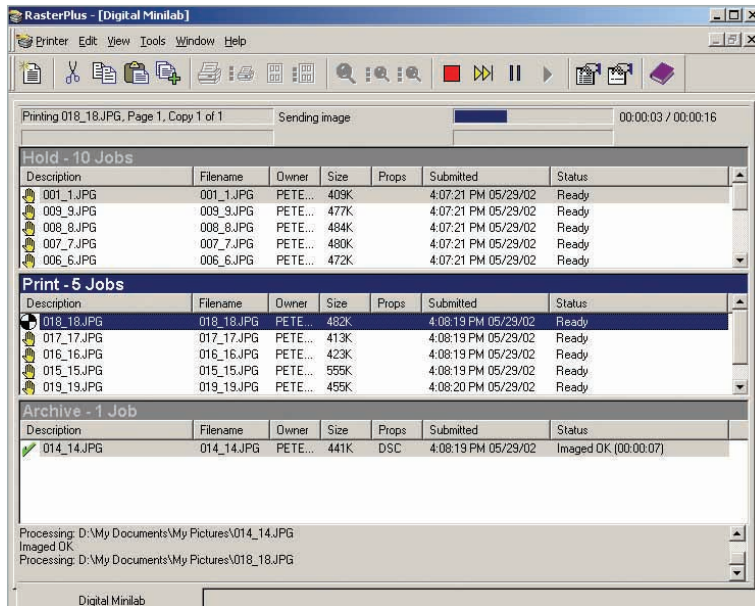 RasterPlus - [Digital Minilab]
Printer Edit View Tools Window Help
Printing 018_18.JPG, Page 1, Copy 1 of 1 Sending image 00:00:03 / 00:00:16
Hold - 10 Jobs
Description Filename Owner Size Props Submitted Status
001_1.JPG 001_1.JPG PETE... 409K 4:07:21 PM 05/29/02 Ready
009_9.JPG 009_9.JPG PETE... 477K 4:07:21 PM 05/29/02 Ready
008_8.JPG 008_8.JPG PETE... 484K 4:07:21 PM 05/29/02 Ready
007_7.JPG 007_7.JPG PETE... 480K 4:07:21 PM 05/29/02 Ready
006_6.JPG 006_6.JPG PETE... 472K 4:07:21 PM 05/29/02 Ready
Print - 5 Jobs
Description Filename Owner Size Props Submitted Status
018_18.JPG 018_18.JPG PETE... 482K 4:08:19 PM 05/29/02 Ready
017_17.JPG 017_17.JPG PETE... 413K 4:08:19 PM 05/29/02 Ready
016_16.JPG 016_16.JPG PETE... 423K 4:08:19 PM 05/29/02 Ready
015_15.JPG 015_15.JPG PETE... 555K 4:08:19 PM 05/29/02 Ready
019_19.JPG 019_19.JPG PETE... 455K 4:08:20 PM 05/29/02 Ready
Archive - 1 Job
Description Filename Owner Size Props Submitted Status
014_14.JPG 014_14.JPG PETE... 441K DSC 4:08:19 PM 05/29/02 Imaged OK (00:00:07)
Processing: D:\My Documents\My Pictures\014_14.JPG
Imaged OK
Processing: D:\My Documents\My Pictures\018_18.JPG
Digital Minilab